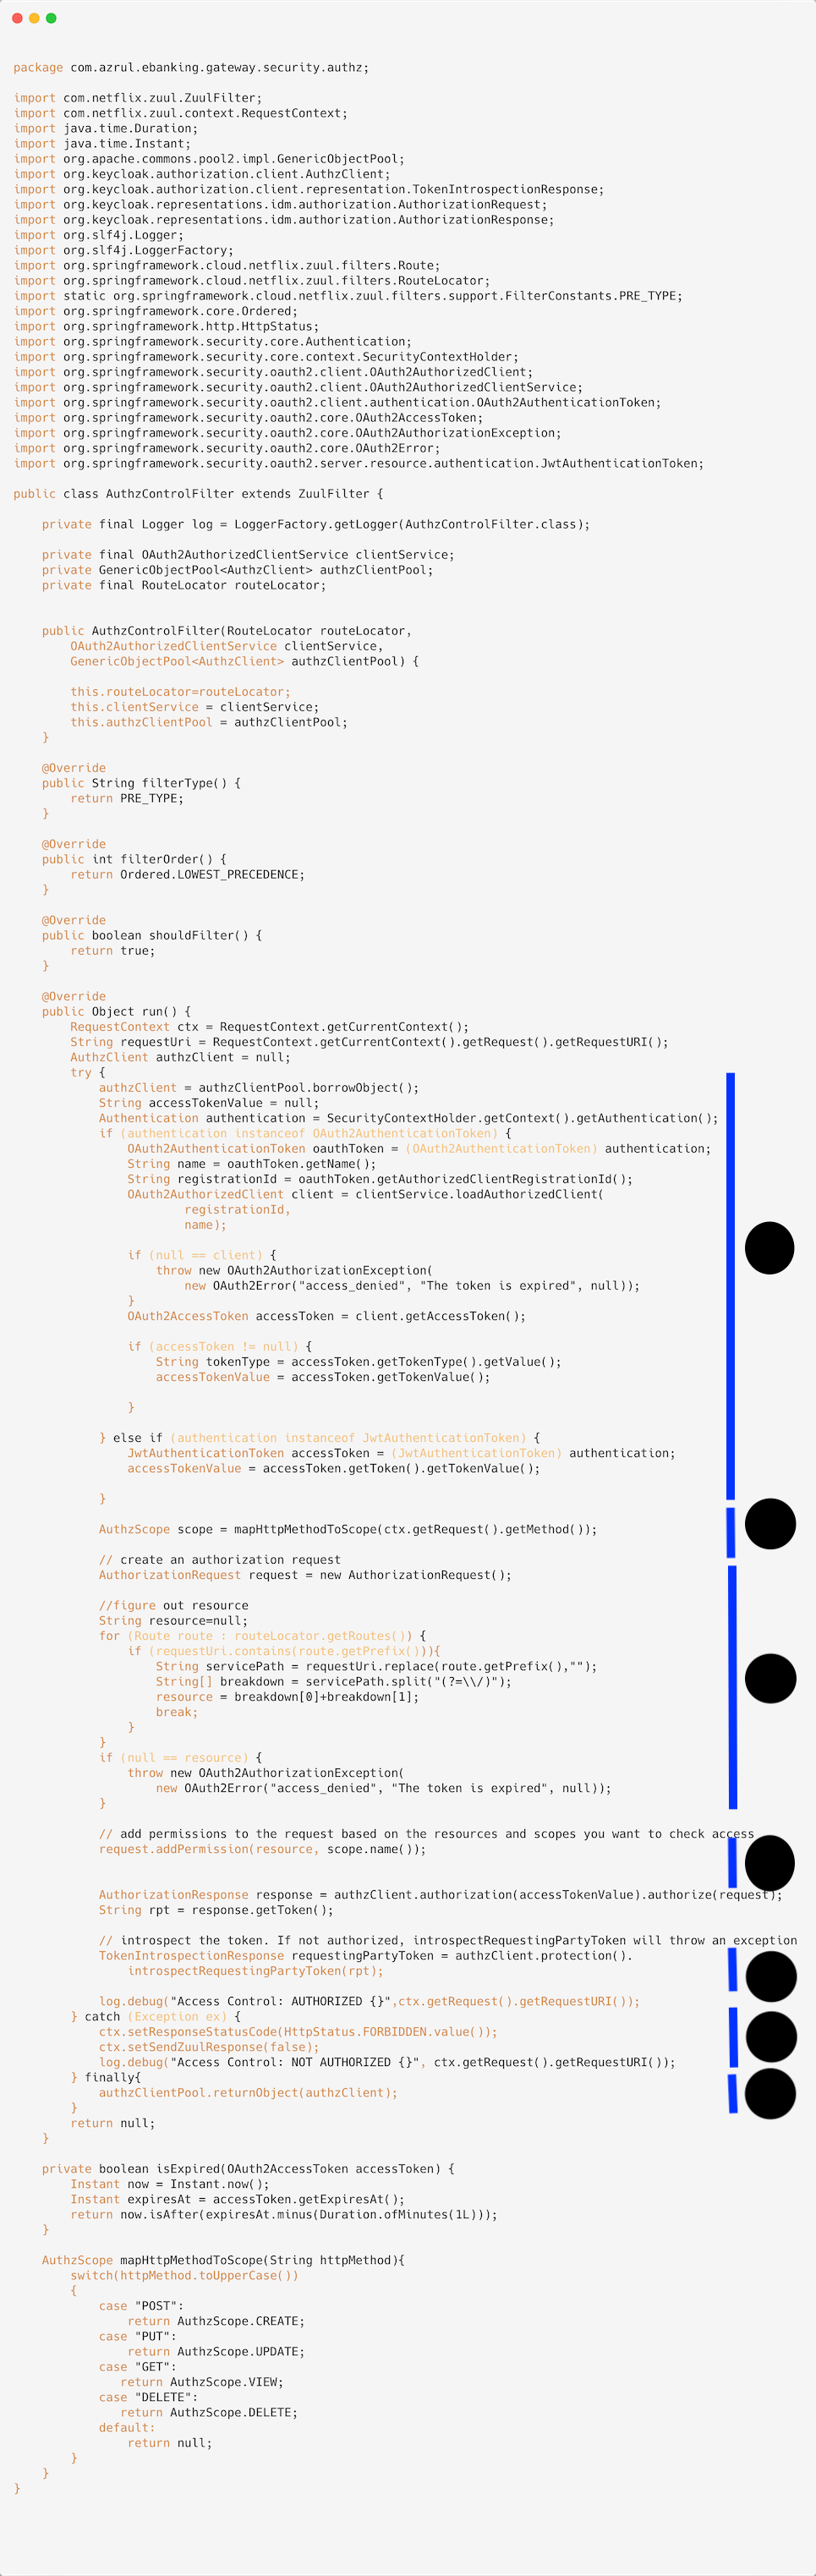 package com.azrul.ebanking.gateway.security.authz;
import com.netflix.zuul.ZuulFilter;
import com.netflix.zuul.context.RequestContext;
import java.time.Duration;
import java.time.Instant;
import org.apache.commons.pool2.impl.GenericObjectPool;
import org.keycloak.authorization.client.AuthzClient;
import org.keycloak.authorization.client.representation.TokenIntrospectionResponse;
import org.keycloak.representations.idm.authorization.AuthorizationRequest;
import org.keycloak.representations.idm.authorization.AuthorizationResponse;
import org.slf4j.Logger;
import org.slf4j.LoggerFactory;
import org.springframework.cloud.netflix.zuul.filters.Route;
import org.springframework.cloud.netflix.zuul.filters.RouteLocator;
import static org.springframework.cloud.netflix.zuul.filters.support.FilterConstants.PRE_TYPE;
import org.springframework.core.Ordered;
import org.springframework.http.HttpStatus;
import org.springframework.security.core.Authentication;
import org.springframework.security.core.context.SecurityContextHolder;
import org.springframework.security.oauth2.client.OAuth2AuthorizedClient;
import org.springframework.security.oauth2.client.OAuth2AuthorizedClientService;
import org.springframework.security.oauth2.client.authentication.OAuth2AuthenticationToken;
import org.springframework.security.oauth2.core.OAuth2AccessToken;
import org.springframework.security.oauth2.core.OAuth2AuthorizationException;
import org.springframework.security.oauth2.core.OAuth2Error;
import org.springframework.security.oauth2.server.resource.authentication.JwtAuthenticationToken;
public class AuthzControlFilter extends ZuulFilter {
private final Logger log = LoggerFactory.getLogger(AuthzControlFilter.class);
private final OAuth2AuthorizedClientService clientService;
private GenericObjectPool<AuthzClient> authzClientPool;
private final RouteLocator routeLocator;
public AuthzControlFilter(RouteLocator routeLocator,
OAuth2AuthorizedClientService clientService,
GenericObjectPool<AuthzClient> authzClientPool) {
this.routeLocator=routeLocator;
this.clientService = clientService;
this.authzClientPool = authzClientPool;
}
@Override
public String filterType() {
return PRE_TYPE;
}
@Override
public int filterOrder() {
return Ordered.LOWEST_PRECEDENCE;
}
@Override
public boolean shouldFilter() {
return true;
}
@Override
public Object run() {
RequestContext ctx = RequestContext.getCurrentContext();
String requestUri = RequestContext.getCurrentContext().getRequest().getRequestURI();
AuthzClient authzClient = null;
try {
authzClient = authzClientPool.borrowObject();
String accessTokenValue = null;
Authentication authentication = SecurityContextHolder.getContext().getAuthentication();
if (authentication instanceof OAuth2AuthenticationToken) {
OAuth2AuthenticationToken oauthToken = (OAuth2AuthenticationToken) authentication;
String name = oauthToken.getName();
String registrationId = oauthToken.getAuthorizedClientRegistrationId();
OAuth2AuthorizedClient client = clientService.loadAuthorizedClient(
registrationId,
name);
if (null == client) {
throw new OAuth2AuthorizationException(
new OAuth2Error("access_denied", "The token is expired", null));
}
OAuth2AccessToken accessToken = client.getAccessToken();
if (accessToken != null) {
String tokenType = accessToken.getTokenType().getValue();
accessTokenValue = accessToken.getTokenValue();
}
} else if (authentication instanceof JwtAuthenticationToken) {
JwtAuthenticationToken accessToken = (JwtAuthenticationToken) authentication;
accessTokenValue = accessToken.getToken().getTokenValue();
}
AuthzScope scope = mapHttpMethodToScope(ctx.getRequest().getMethod());
// create an authorization request
AuthorizationRequest request = new AuthorizationRequest();
//figure out resource
String resource=null;
for (Route route : routeLocator.getRoutes()) {
if (requestUri.contains(route.getPrefix())){
String servicePath = requestUri.replace(route.getPrefix(),"");
String[] breakdown = servicePath.split("(?=\\/)");
resource = breakdown[0]+breakdown[1];
break;
}
}
if (null == resource) {
throw new OAuth2AuthorizationException(
new OAuth2Error("access_denied", "The token is expired", null));
}
// add permissions to the request based on the resources and scopes you want to check access
request.addPermission(resource, scope.name());
AuthorizationResponse response = authzClient.authorization(accessTokenValue).authorize(request);
String rpt = response.getToken();
// introspect the token. If not authorized, introspectRequestingPartyToken will throw an exception
TokenIntrospectionResponse requestingPartyToken = authzClient.protection().
introspectRequestingPartyToken(rpt);
log.debug("Access Control: AUTHORIZED {}",ctx.getRequest().getRequestURI());
} catch (Exception ex) {
ctx.setResponseStatusCode(HttpStatus.FORBIDDEN.value());
ctx.setSendZuulResponse(false);
log.debug("Access Control: NOT AUTHORIZED {}", ctx.getRequest().getRequestURI());
} finally{
authzClientPool.returnObject(authzClient);
}
return null;
}
private boolean isExpired(OAuth2AccessToken accessToken) {
Instant now = Instant.now();
Instant expiresAt = accessToken.getExpiresAt();
return now.isAfter(expiresAt.minus(Duration.ofMinutes(1L)));
}
AuthzScope mapHttpMethodToScope(String httpMethod){
switch(httpMethod.toUpperCase())
{
case "POST":
return AuthzScope.CREATE;
case "PUT":
return AuthzScope.UPDATE;
case "GET":
return AuthzScope.VIEW;
case "DELETE":
return AuthzScope.DELETE;
default:
return null;
}
}
}